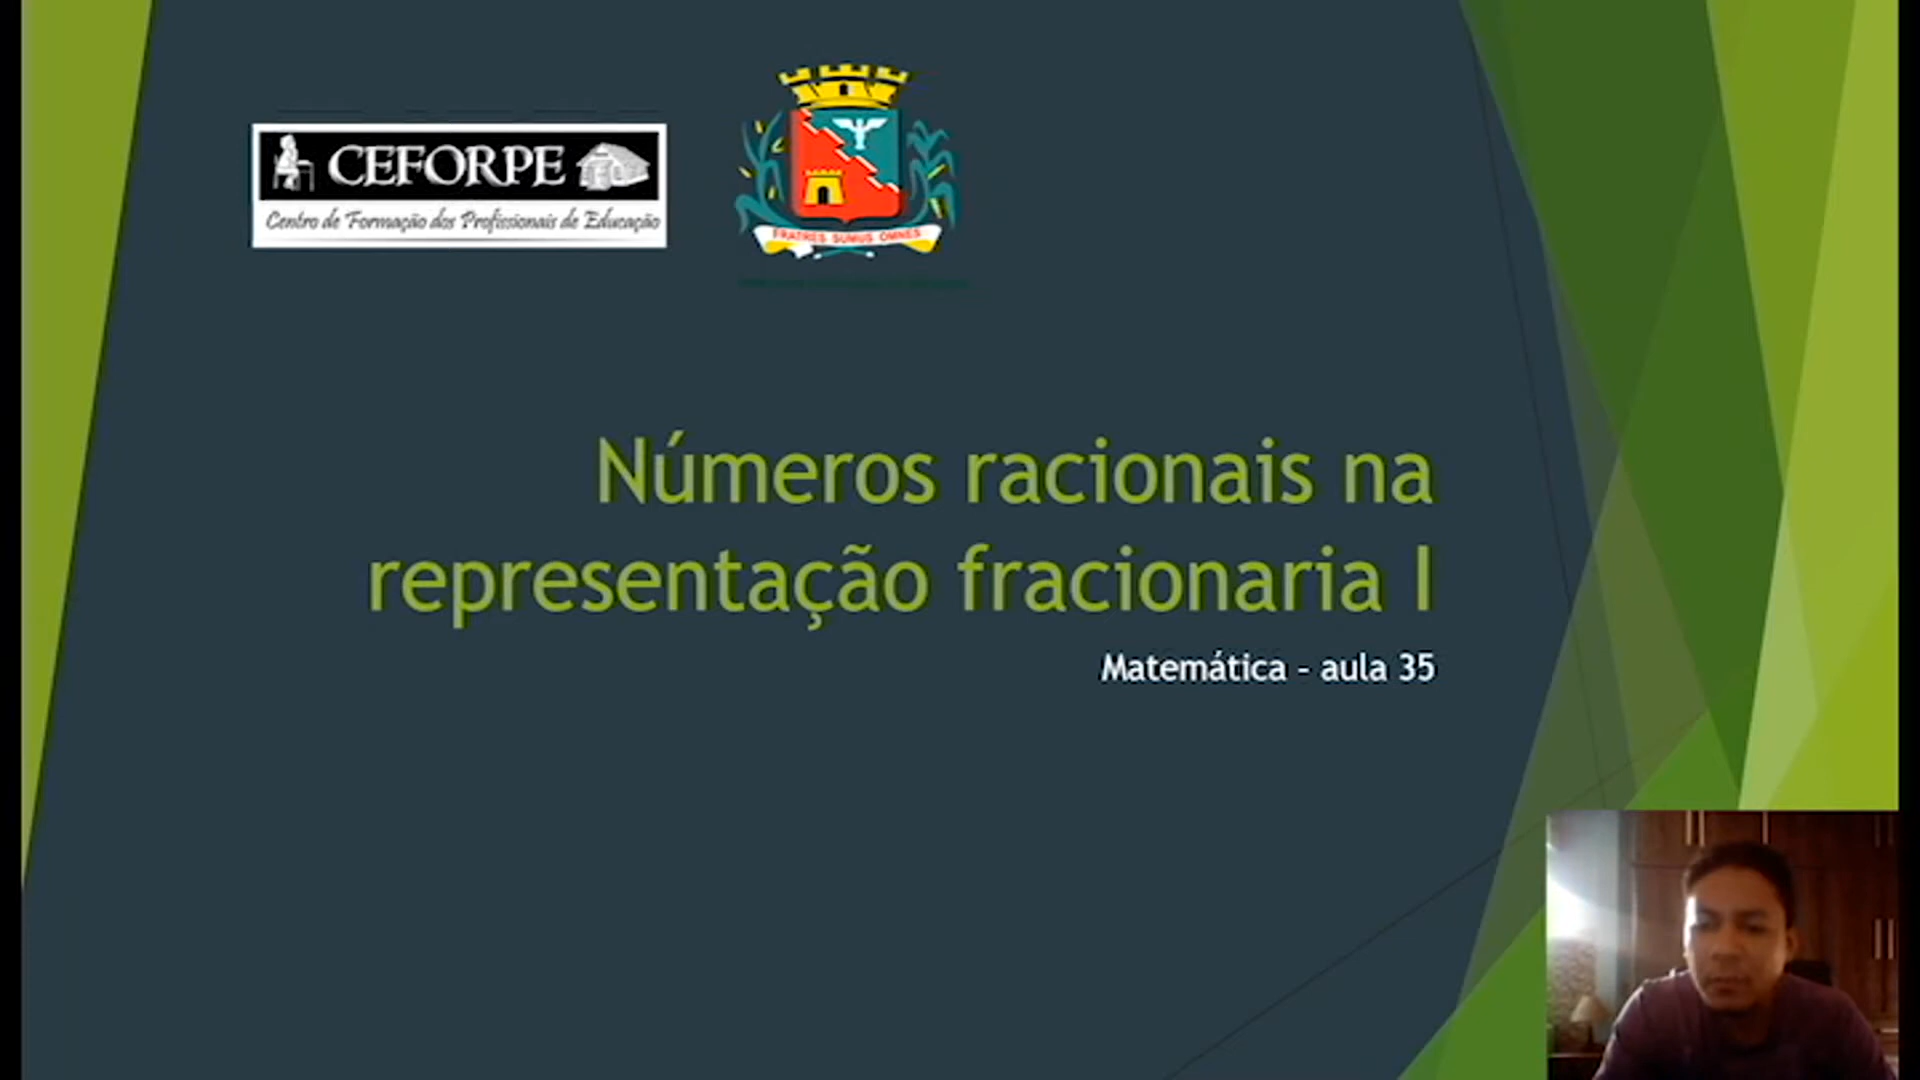 CEFORPE
Centro de Formação dos Profissionais de Educação
FRATRES SUMUS OMNES
Números racionais na
representação fracionaria I
Matemática - aula 35